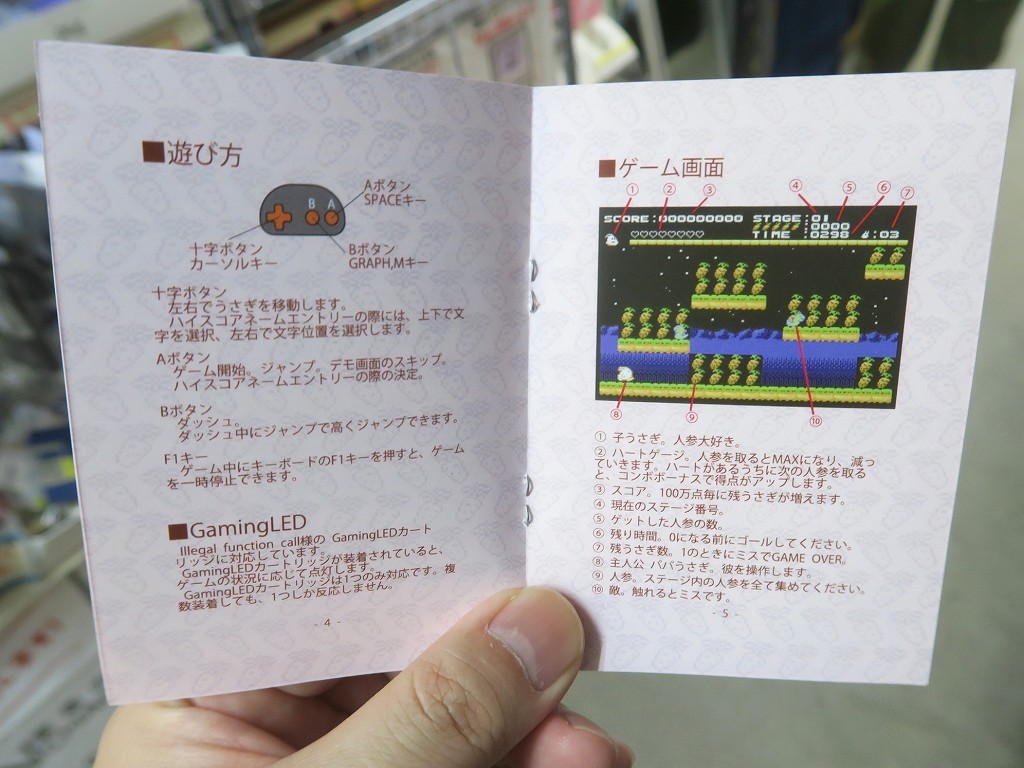 ■遊び方
Aボタン
SPACEキー
B A
十字ボタン
カーソルキー
Bボタン
GRAPH,Mキー
十字ボタン
左右でうさぎを移動します。
ハイスコアネームエントリーの際には、上下で文
字を選択、左右で文字位置を選択します。
Aボタン
ゲーム開始。ジャンプ。デモ画面のスキップ。
ハイスコアネームエントリーの際の決定。
Bボタン
ダッシュ。
ダッシュ中にジャンプで高くジャンプできます。
F1キー
ゲーム中にキーボードのF1キーを押すと、ゲーム
を一時停止できます。
■GamingLED
Illegal function call様の GamingLEDカート
リッジに対応しています。
GamingLEDカートリッジが装着されていると、
ゲームの状況に応じて点灯します。
GamingLEDカートリッジは1つのみ対応です。複
数装着しても、1つしか反応しません。
- 4 -
■ゲーム画面
① ② ③ ④ ⑤ ⑥ ⑦
SCORE:000000000 STAGE:01
:0000
TIME :0298 :03
⑧ ⑨ ⑩
① 子うさぎ。人参大好き。
② ハートゲージ。人参を取るとMAXになり、減っ
ていきます。ハートがあるうちに次の人参を取る
と、コンボボーナスで得点がアップします。
③ スコア。100万点毎に残うさぎが増えます。
④ 現在のステージ番号。
⑤ ゲットした人参の数。
⑥ 残り時間。0になる前にゴールしてください。
⑦ 残うさぎ数。1のときにミスでGAME OVER。
⑧ 主人公 パパらうさぎ。彼を操作します。
⑨ 人参。ステージ内の人参を全て集めてください。
⑩ 敵。触れるとミスです。
- 5 -